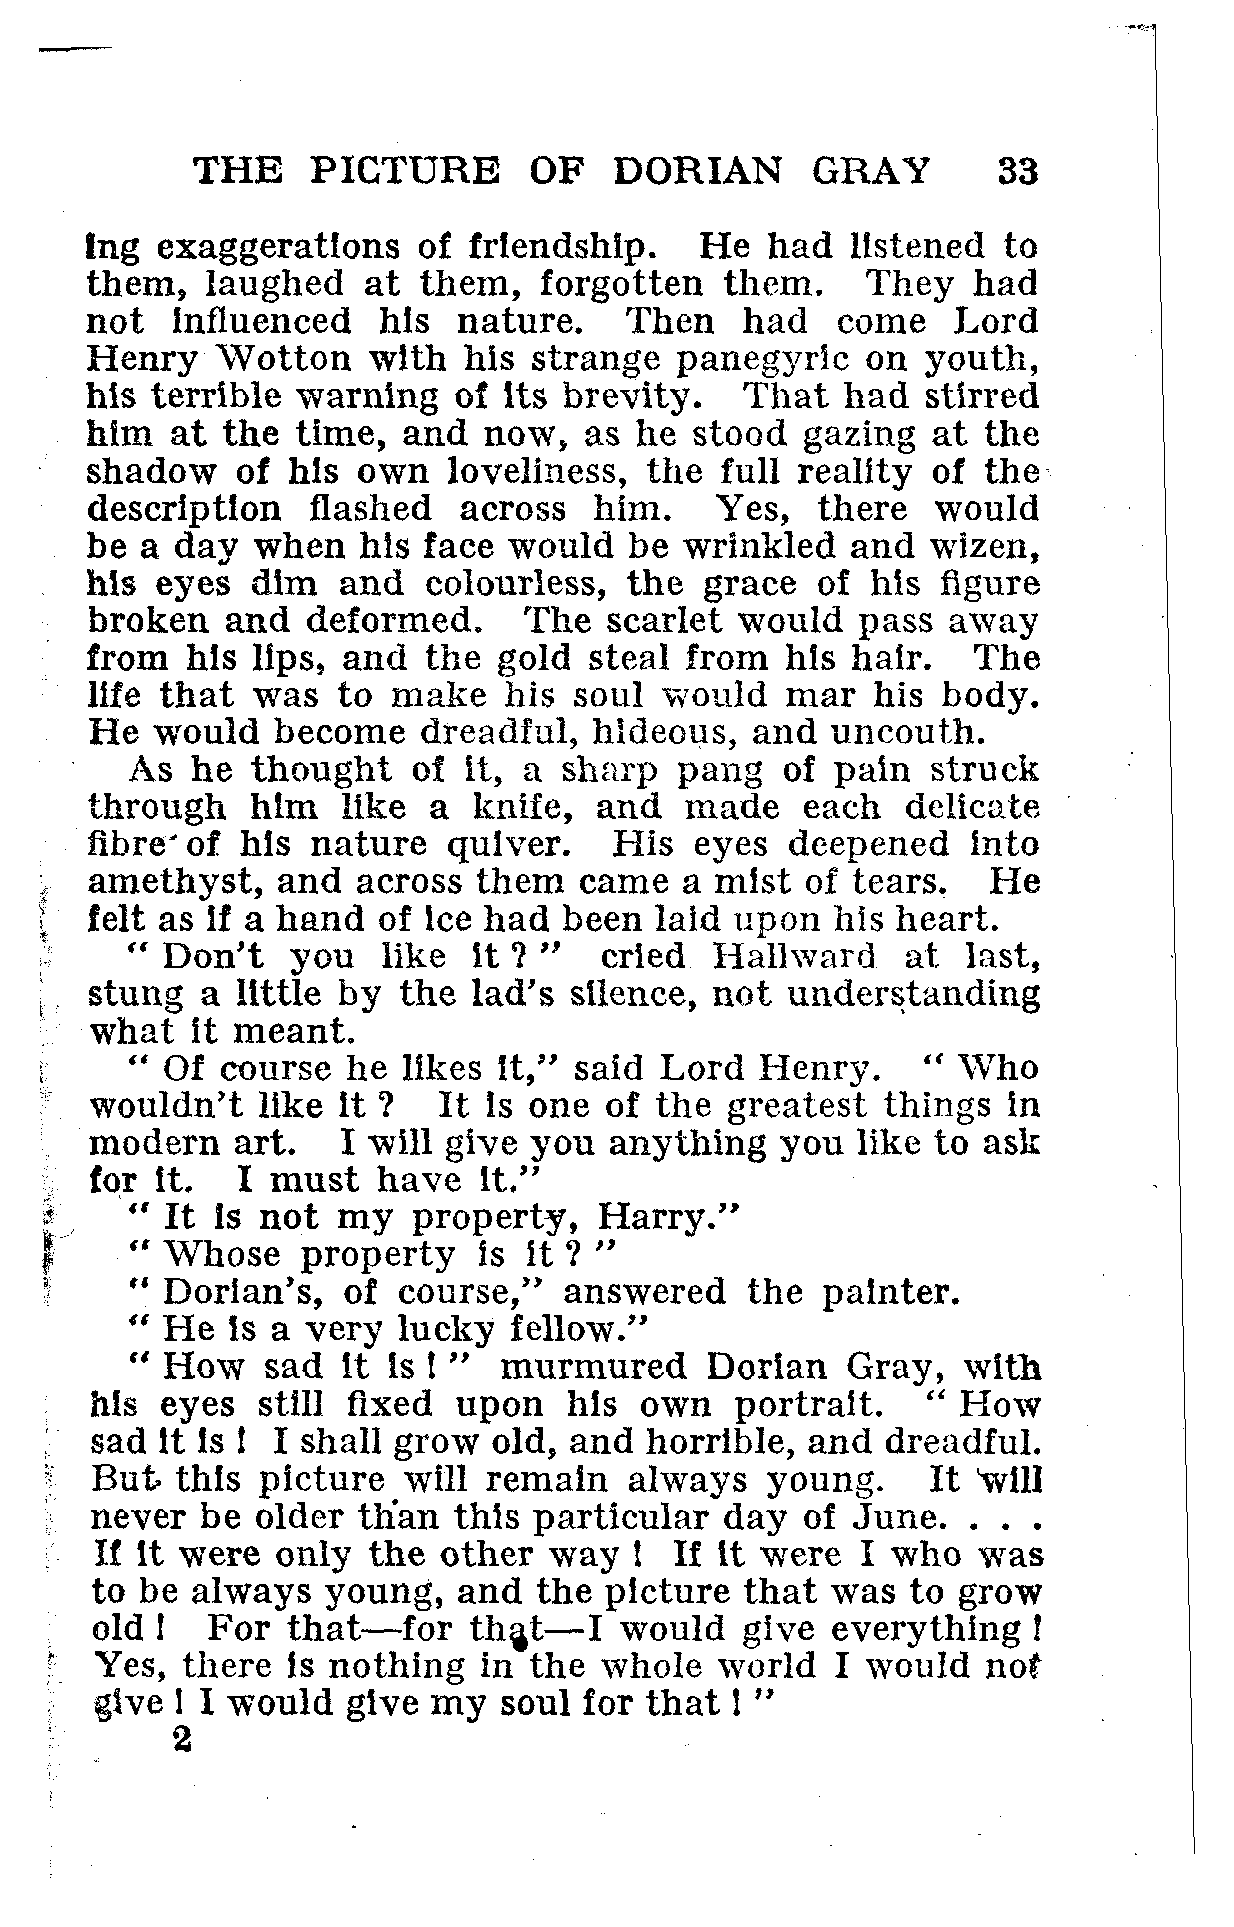 THE PICTURE OF DORIAN GRAY 33
ing exaggerations of friendship. He had listened to
them, laughed at them, forgotten them. They had
not influenced his nature. Then had come Lord
Henry Wotton with his strange panegyric on youth,
his terrible warning of its brevity. That had stirred
him at the time, and now, as he stood gazing at the
shadow of his own loveliness, the full reality of the
description flashed across him. Yes, there would
be a day when his face would be wrinkled and wizen,
his eyes dim and colourless, the grace of his figure
broken and deformed. The scarlet would pass away
from his lips, and the gold steal from his hair. The
life that was to make his soul would mar his body.
He would become dreadful, hideous, and uncouth.
As he thought of it, a sharp pang of pain struck
through him like a knife, and made each delicate
fibre of his nature quiver. His eyes deepened into
amethyst, and across them came a mist of tears. He
felt as if a hand of ice had been laid upon his heart.
“ Don’t you like it ? ” cried Hallward at last,
stung a little by the lad’s silence, not understanding
what it meant.
“ Of course he likes it,” said Lord Henry. “ Who
wouldn’t like it ? It is one of the greatest things in
modern art. I will give you anything you like to ask
for it. I must have it.”
“ It is not my property, Harry.”
“ Whose property is it ? ”
“ Dorian’s, of course,” answered the painter.
“ He is a very lucky fellow.”
“ How sad it is ! ” murmured Dorian Gray, with
his eyes still fixed upon his own portrait. “ How
sad it is ! I shall grow old, and horrible, and dreadful.
But this picture will remain always young. It will
never be older than this particular day of June. . . .
If it were only the other way ! If it were I who was
to be always young, and the picture that was to grow
old ! For that—for that—I would give everything !
Yes, there is nothing in the whole world I would not
give ! I would give my soul for that ! ”
2